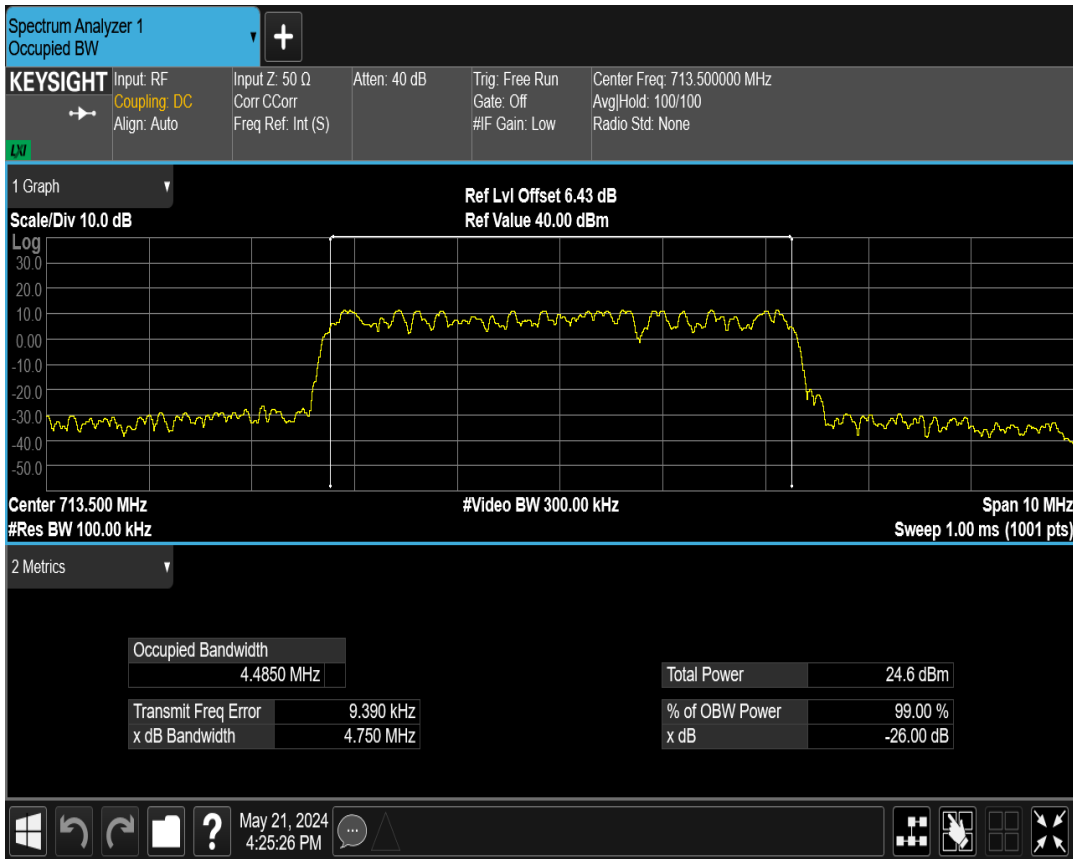 Spectrum Analyzer 1
Occupied BW
+
KEYSIGHT
LXI
Input: RF
Coupling: DC
Align: Auto
Input Z: 50 Ω
Corr CCorr
Freq Ref: Int (S)
Atten: 40 dB
Trig: Free Run
Gate: Off
#IF Gain: Low
Center Freq: 713.500000 MHz
Avg|Hold: 100/100
Radio Std: None
1 Graph
Scale/Div 10.0 dB
Ref Lvl Offset 6.43 dB
Ref Value 40.00 dBm
Log
30.0
20.0
10.0
0.00
-10.0
-20.0
-30.0
-40.0
-50.0
Center 713.500 MHz
#Video BW 300.00 kHz
Span 10 MHz
#Res BW 100.00 kHz
Sweep 1.00 ms (1001 pts)
2 Metrics
Occupied Bandwidth
4.4850 MHz
Total Power 24.6 dBm
Transmit Freq Error 9.390 kHz
% of OBW Power 99.00 %
x dB Bandwidth 4.750 MHz
x dB -26.00 dB
?
May 21, 2024
4:25:26 PM